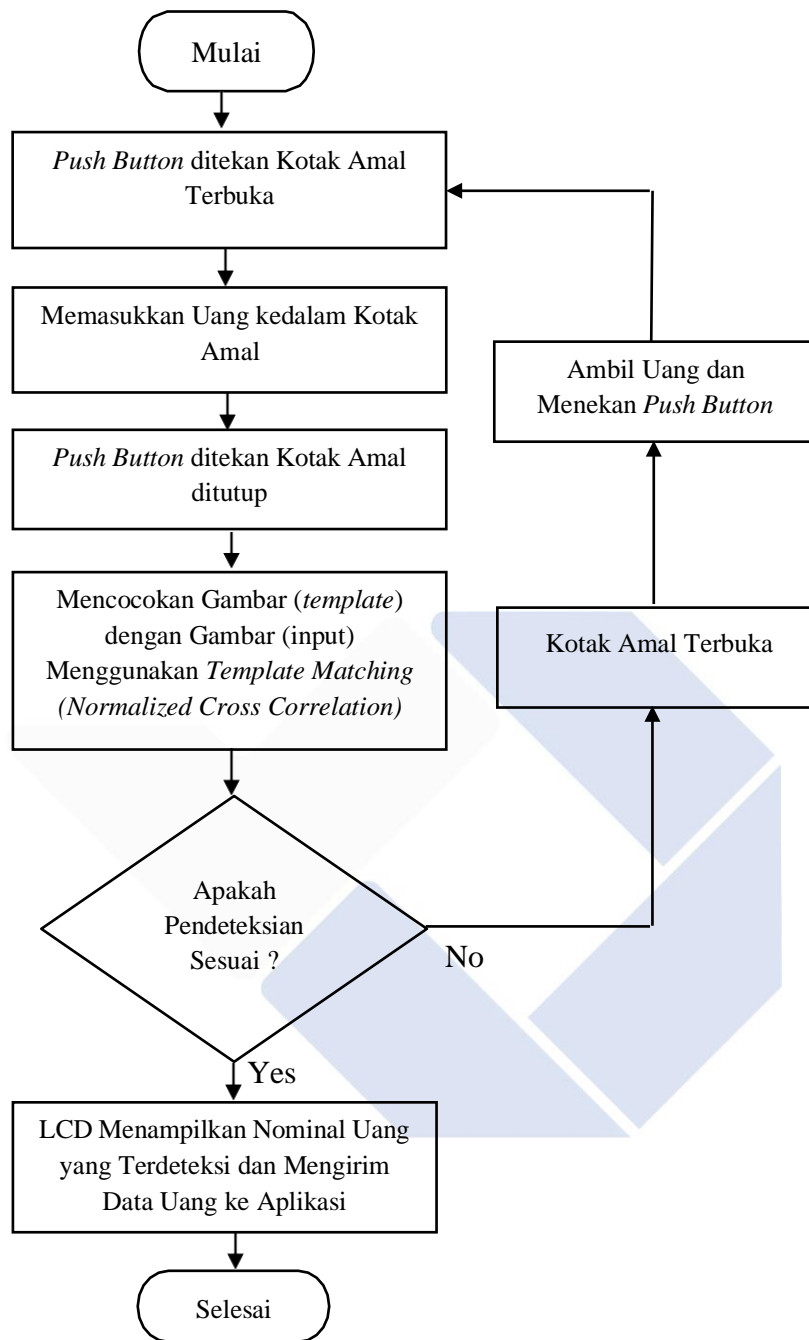 Mulai
Push Button ditekan Kotak Amal
Terbuka
Memasukkan Uang kedalam Kotak
Amal
Push Button ditekan Kotak Amal
ditutup
Mencocokan Gambar (template)
dengan Gambar (input)
Menggunakan Template Matching
(Normalized Cross Correlation)
Apakah
Pendeteksian
Sesuai ?
No
Kotak Amal Terbuka
Ambil Uang dan
Menekan Push Button
Yes
LCD Menampilkan Nominal Uang
yang Terdeteksi dan Mengirim
Data Uang ke Aplikasi
Selesai